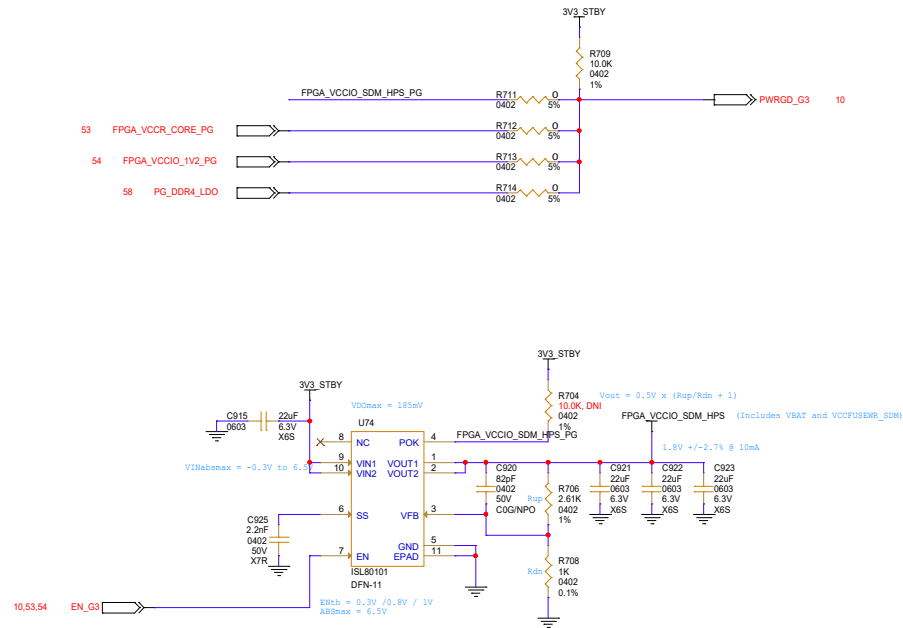 3V3_STBY
R709
10.0K
0402
1%
FPGA_VCCIO_SDM_HPS_PG
R711 0
0402 5%
PWRGD_G3 10
53 FPGA_VCCR_CORE_PG
R712 0
0402 5%
54 FPGA_VCCIO_1V2_PG
R713 0
0402 5%
58 PG_DDR4_LDO
R714 0
0402 5%
3V3_STBY
3V3_STBY
R704
10.0K, DNI
0402
1%
Vout = 0.5V x (Rup/Rdn + 1)
VDOmax = 185mV
C915
0603
22uF
6.3V
X6S
U74
FPGA_VCCIO_SDM_HPS (Includes VBAT and VCCFUSEWR_SDM)
FPGA_VCCIO_SDM_HPS_PG
8 NC
POK 4
1.8V +/-2.7% @ 10mA
VINabsmax = -0.3V to 6.5V
9 VIN1
10 VIN2
VOUT1 1
VOUT2 2
C920
82pF
0402
50V
C0G/NPO
Rup
R706
2.61K
0402
1%
C921
22uF
0603
6.3V
X6S
C922
22uF
0603
6.3V
X6S
C923
22uF
0603
6.3V
X6S
6 SS
VFB 3
C925
2.2nF
0402
50V
X7R
7 EN
GND 5
EPAD 11
ISL80101
DFN-11
Rdn
R708
1K
0402
0.1%
10,53,54 EN_G3
ENth = 0.3V /0.8V / 1V
ABSmax = 6.5V